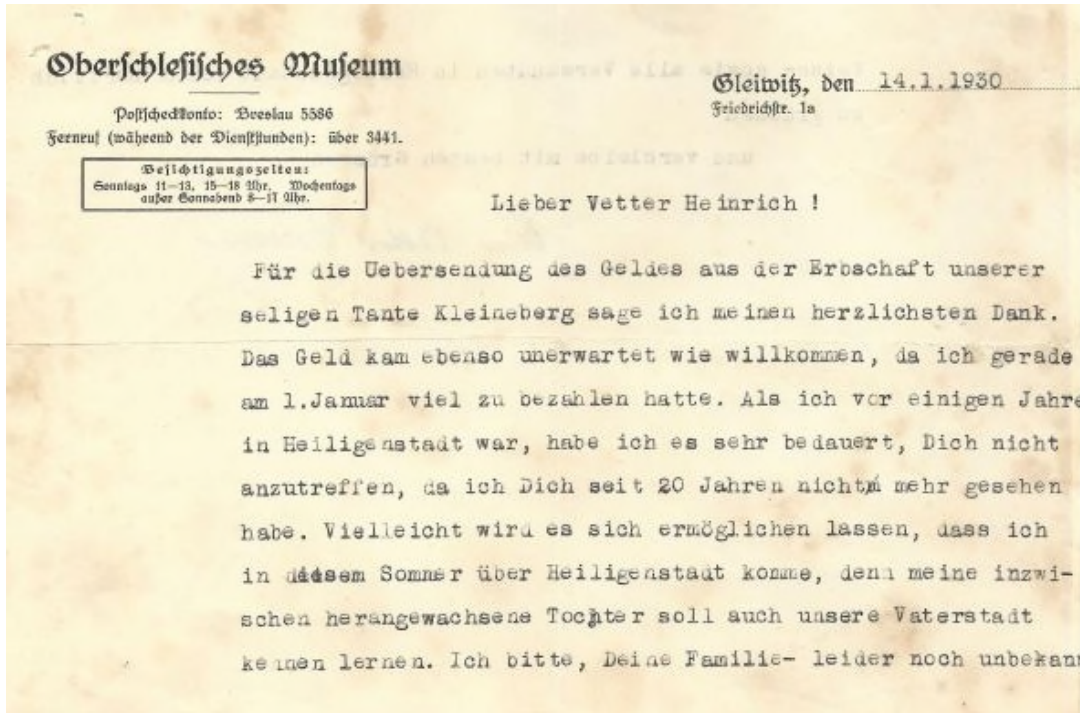 Oberschlesisches Museum
Postscheckkonto: Breslau 5586
Fernruf (während der Dienststunden): über 3441.
Besichtigungszeiten:
Sonntags 11—13, 15—18 Uhr, Wochentags
außer Sonnabend 8—17 Uhr.
Gleiwitz, den 14.1.1930
Friedrichstr. 1a
Lieber Vetter Heinrich !
Für die Uebersendung des Geldes aus der Erbschaft unserer
seligen Tante Kleineberg sage ich meinen herzlichsten Dank.
Das Geld kam ebenso unerwartet wie willkommen, da ich gerade
am 1.Januar viel zu bezahlen hatte. Als ich vor einigen Jahre
in Heiligenstadt war, habe ich es sehr bedauert, Dich nicht
anzutreffen, da ich Dich seit 20 Jahren nicht mehr gesehen
habe. Vielleicht wird es sich ermöglichen lassen, dass ich
in diesem Sommer über Heiligenstadt komme, denn meine inzwi-
schen herangewachsene Tochter soll auch unsere Vaterstadt
kennen lernen. Ich bitte, Deine Familie- leider noch unbekann